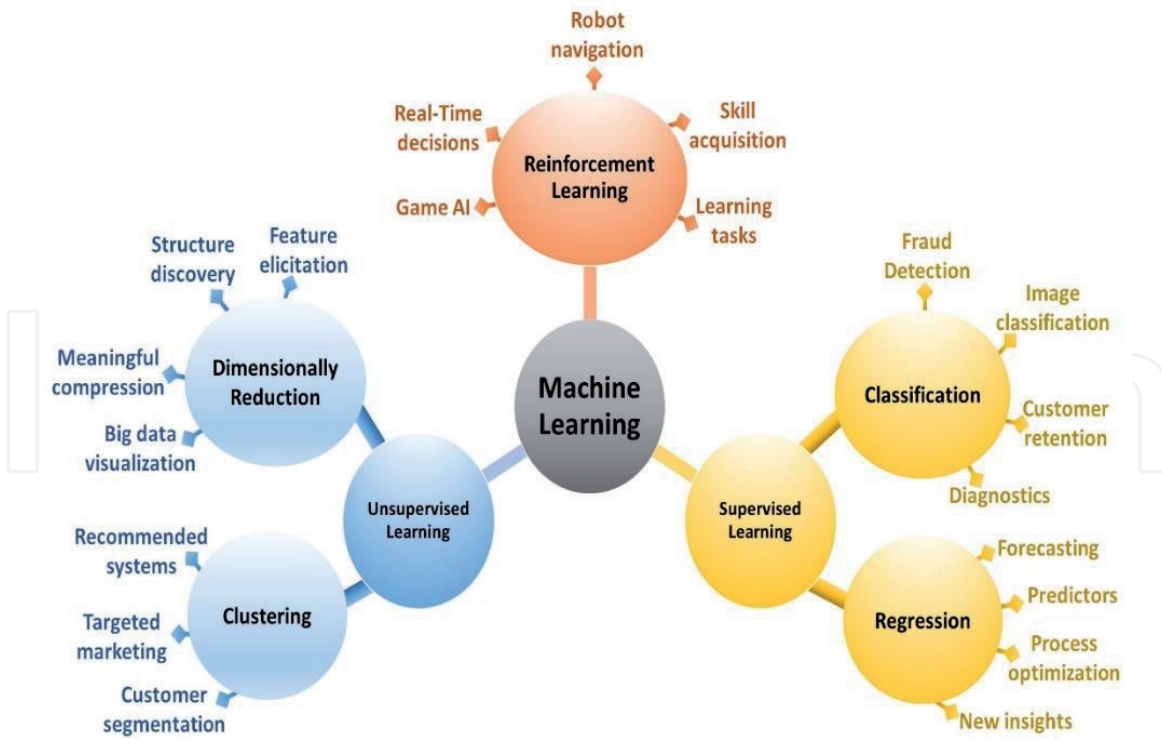 Robot
navigation
Real-Time
decisions
Skill
acquisition
Reinforcement
Learning
Game AI
Learning
tasks
Structure
discovery
Feature
elicitation
Meaningful
compression
Dimensionally
Reduction
Big data
visualization
Machine
Learning
Fraud
Detection
Image
classification
Classification
Customer
retention
Diagnostics
Unsupervised
Learning
Supervised
Learning
Recommended
systems
Clustering
Targeted
marketing
Customer
segmentation
Forecasting
Predictors
Regression
Process
optimization
New insights